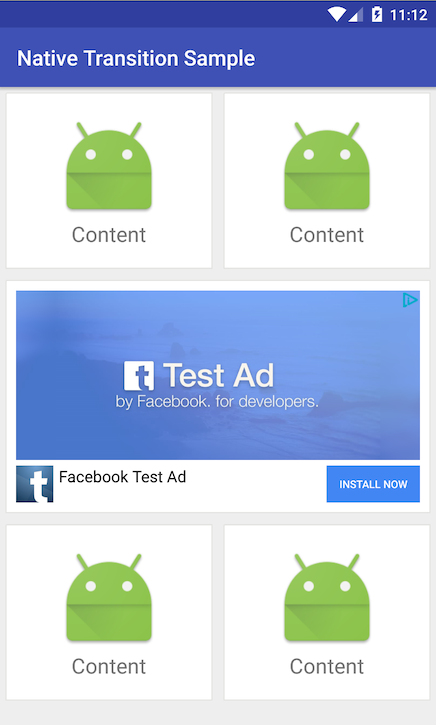 11:12
Native Transition Sample
Content Content
t Test Ad
by Facebook. for developers.
t Facebook Test Ad INSTALL NOW
Content Content